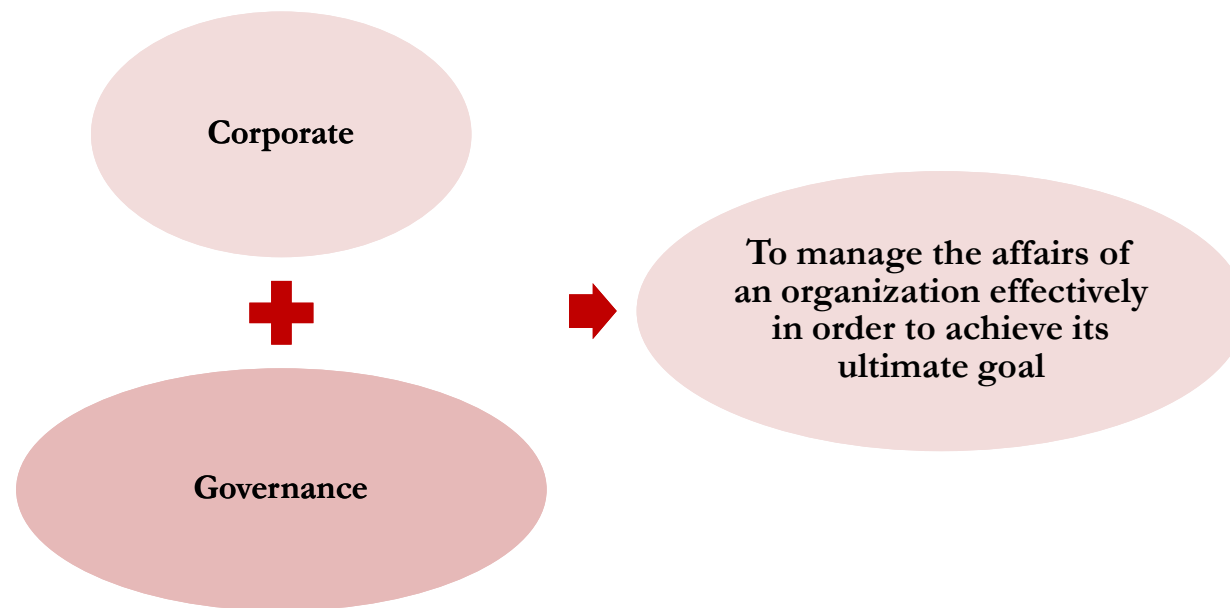 Corporate
Governance
To manage the affairs of
an organization effectively
in order to achieve its
ultimate goal